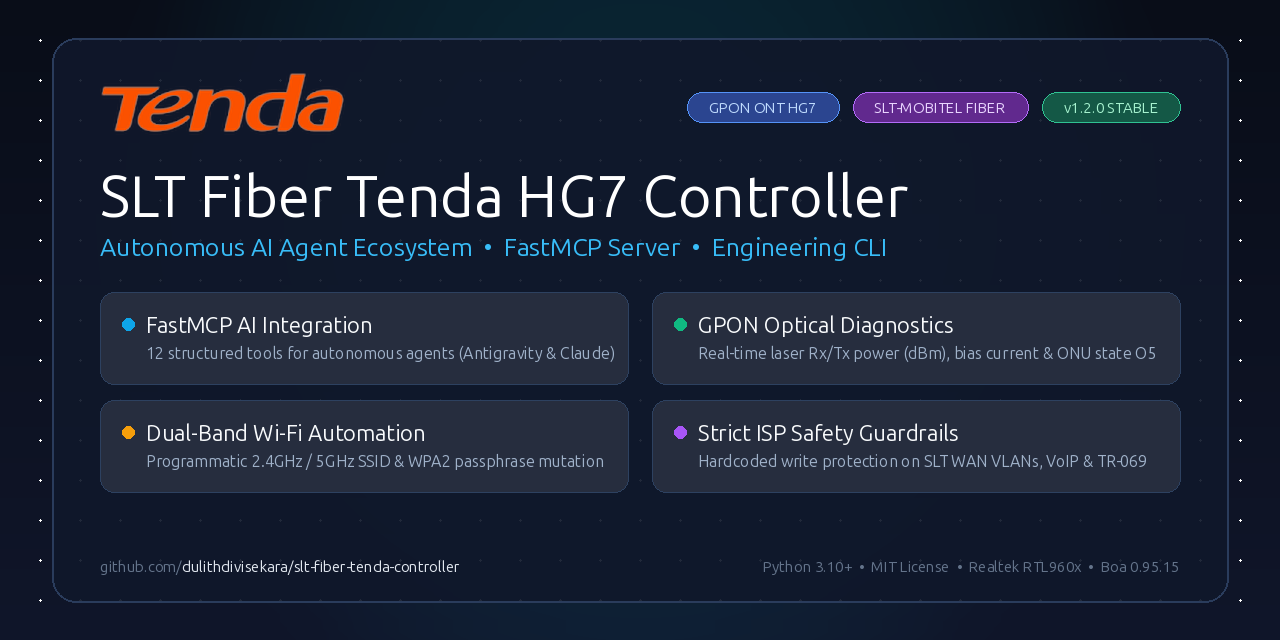 Tenda
GPON ONT HG7
SLT-MOBITEL FIBER
v1.2.0 STABLE
SLT Fiber Tenda HG7 Controller
Autonomous AI Agent Ecosystem • FastMCP Server • Engineering CLI
FastMCP AI Integration
12 structured tools for autonomous agents (Antigravity & Claude)
GPON Optical Diagnostics
Real-time laser Rx/Tx power (dBm), bias current & ONU state O5
Dual-Band Wi-Fi Automation
Programmatic 2.4GHz / 5GHz SSID & WPA2 passphrase mutation
Strict ISP Safety Guardrails
Hardcoded write protection on SLT WAN VLANs, VoIP & TR-069
github.com/dulithdivisekara/slt-fiber-tenda-controller
Python 3.10+ • MIT License • Realtek RTL960x • Boa 0.95.15